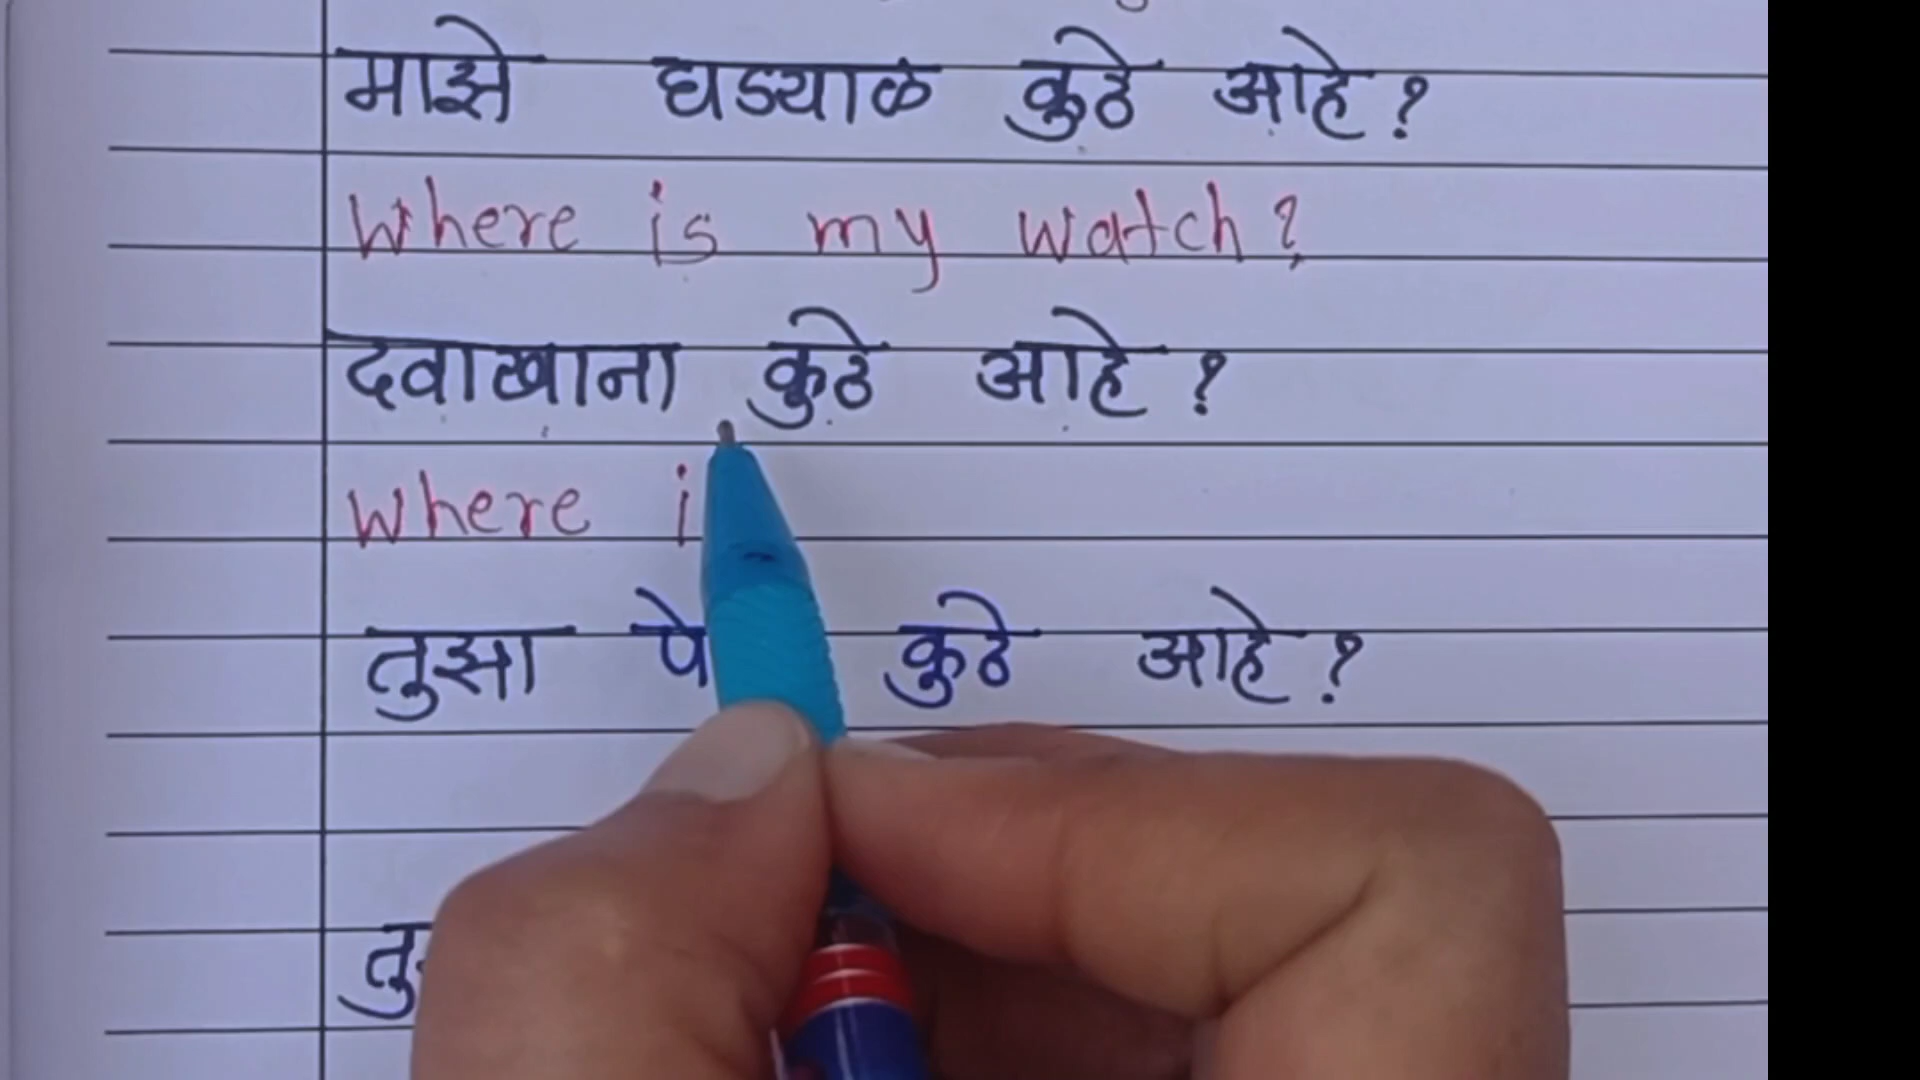 माझे घड्याळ कुठे आहे?
Where is my watch?
दवाखाना कुठे आहे?
Where
तुझा कुठे आहे?